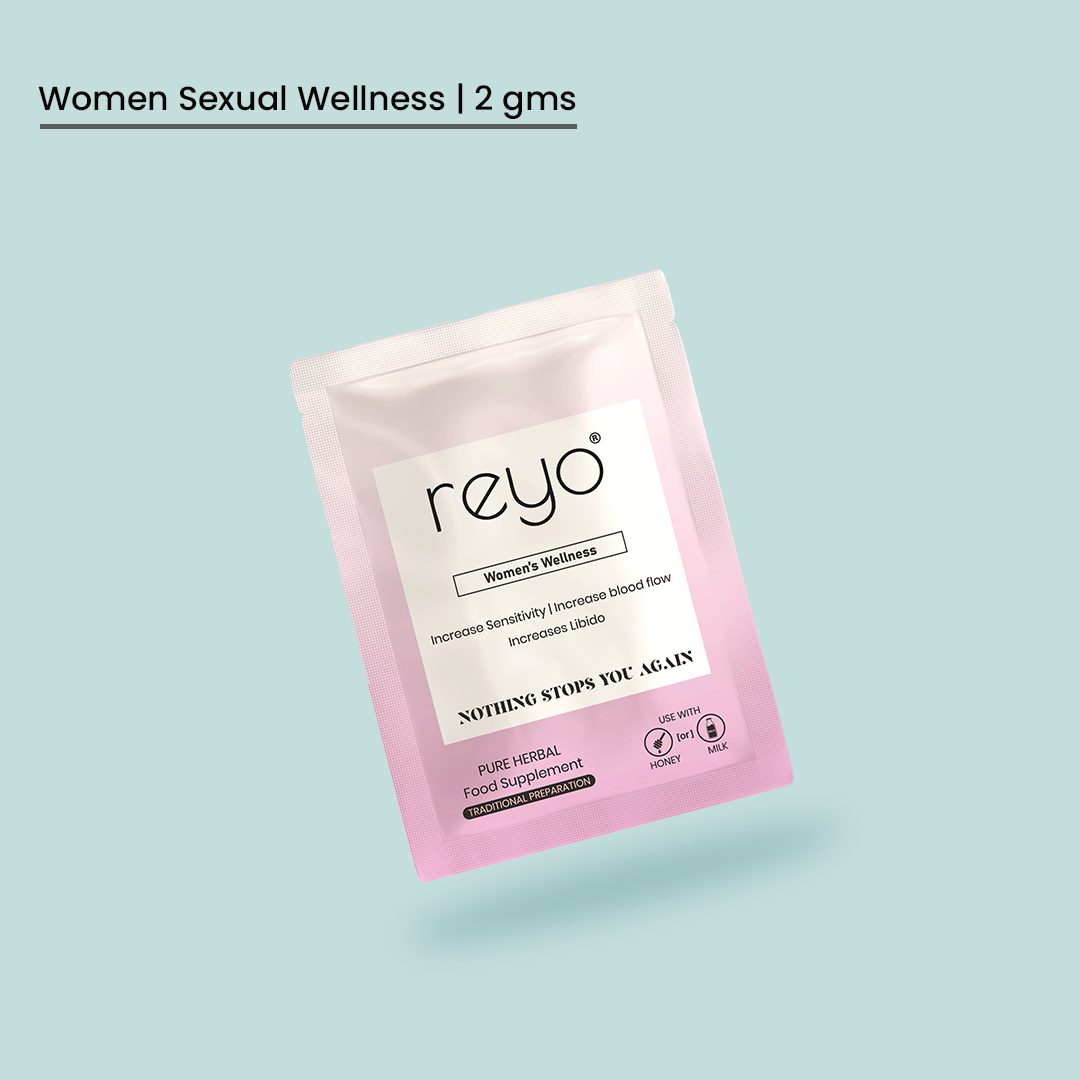 Women Sexual Wellness | 2 gms
reyo®
Women's Wellness
Increase Sensitivity | Increase blood flow
Increases Libido
NOTHING STOPS YOU AGAIN
PURE HERBAL
Food Supplement
TRADITIONAL PREPARATION
USE WITH
[or]
HONEY
MILK